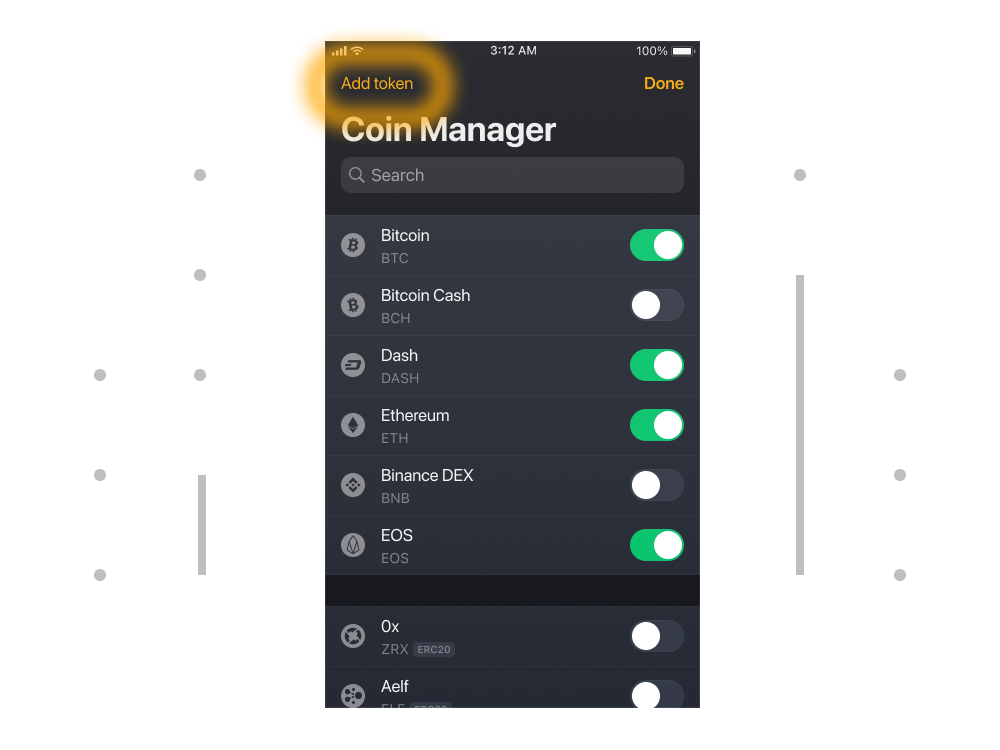 3:12 AM 100%
Add token Done
Coin Manager
Search
Bitcoin
BTC
Bitcoin Cash
BCH
Dash
DASH
Ethereum
ETH
Binance DEX
BNB
EOS
EOS
0x
ZRX ERC20
Aelf